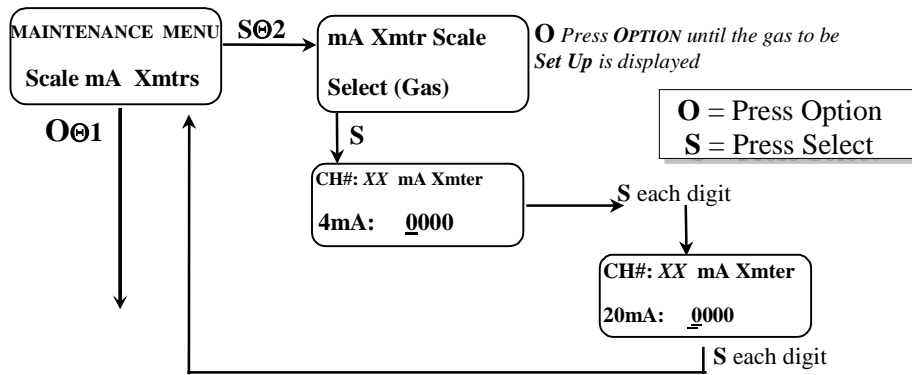 MAINTENANCE MENU
Scale mA Xmtrs
SΘ2
mA Xmtr Scale
Select (Gas)
O Press OPTION until the gas to be
Set Up is displayed
O = Press Option
S = Press Select
OΘ1
S
CH#: XX mA Xmter
4mA: 0000
S each digit
CH#: XX mA Xmter
20mA: 0000
S each digit